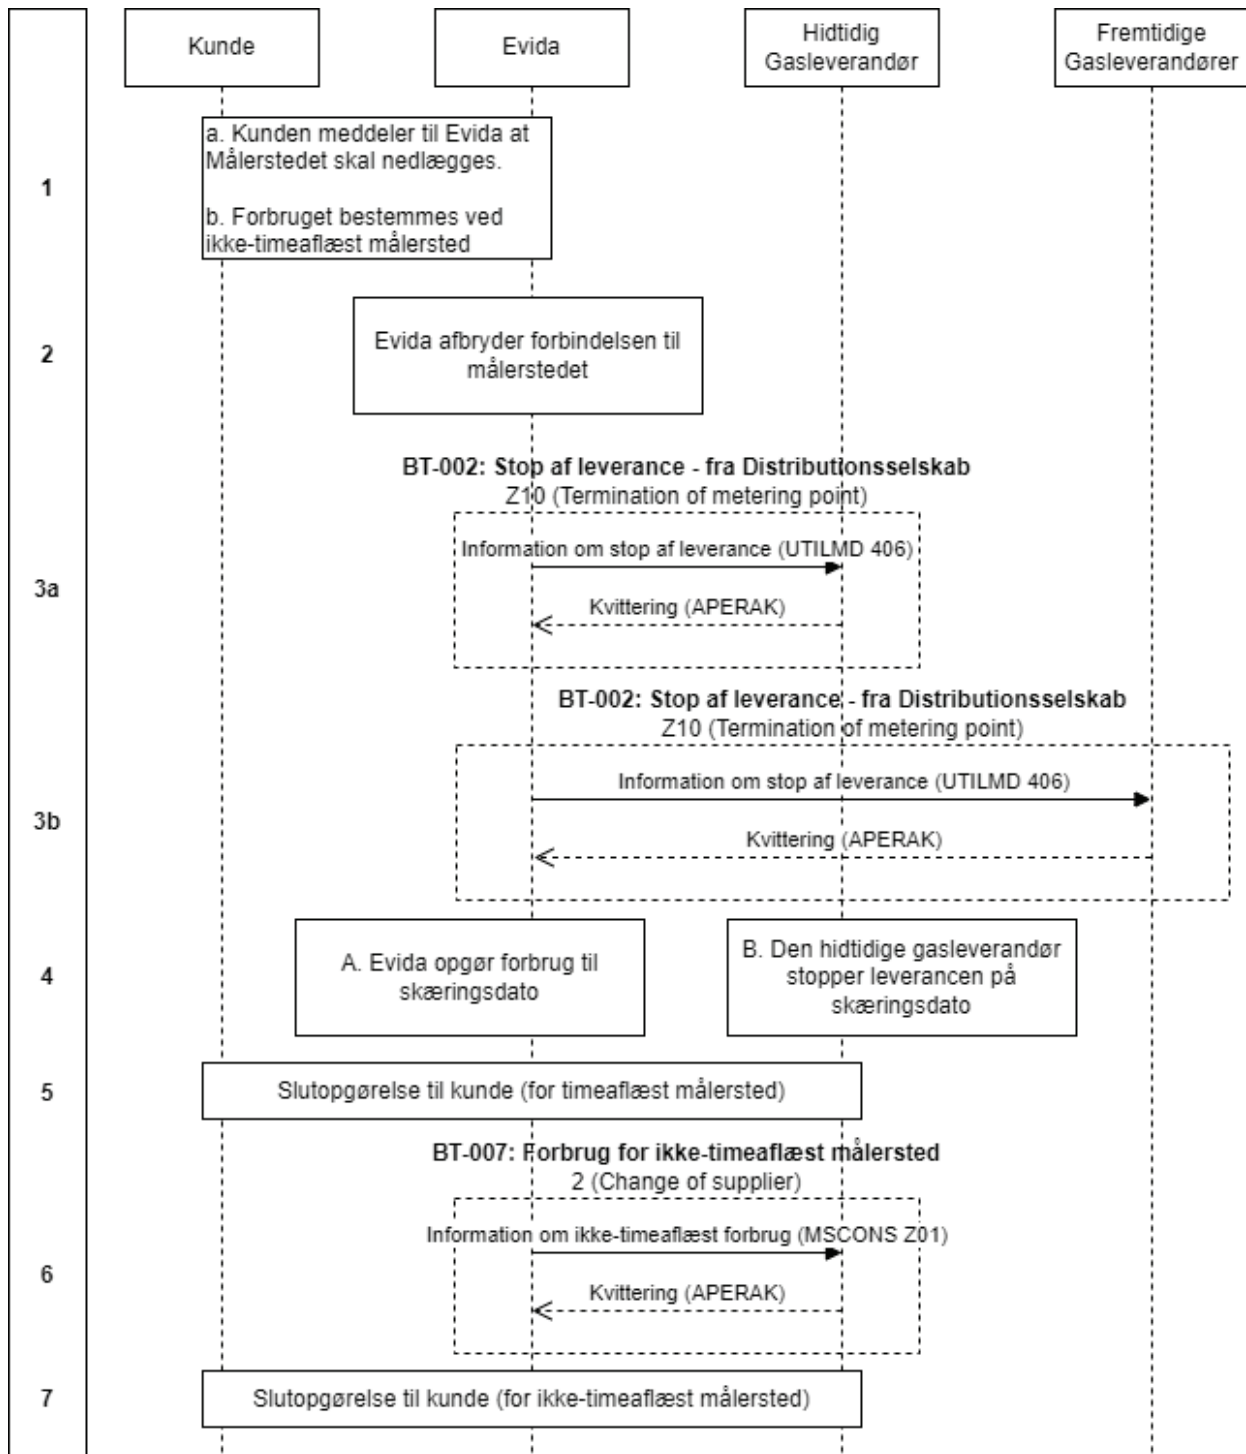 Kunde
Evida
Hidtidig
Gasleverandør
Fremtidige
Gasleverandører
1
a. Kunden meddeler til Evida at
Målerstedet skal nedlægges.
b. Forbruget bestemmes ved
ikke-timeaflæst målersted
2
Evida afbryder forbindelsen til
målerstedet
BT-002: Stop af leverance - fra Distributionsselskab
Z10 (Termination of metering point)
3a
Information om stop af leverance (UTILMD 406)
Kvittering (APERAK)
BT-002: Stop af leverance - fra Distributionsselskab
Z10 (Termination of metering point)
3b
Information om stop af leverance (UTILMD 406)
Kvittering (APERAK)
4
A. Evida opgør forbrug til
skæringsdato
B. Den hidtidige gasleverandør
stopper leverancen på
skæringsdato
5
Slutopgørelse til kunde (for timeaflæst målersted)
BT-007: Forbrug for ikke-timeaflæst målersted
2 (Change of supplier)
6
Information om ikke-timeaflæst forbrug (MSCONS Z01)
Kvittering (APERAK)
7
Slutopgørelse til kunde (for ikke-timeaflæst målersted)